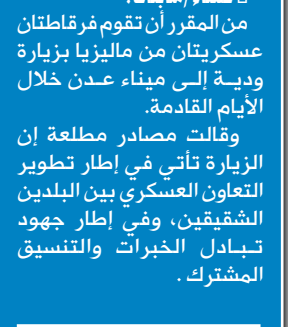 من المقرر أن تقوم فرقاطتان
عسكريتان من ماليزيا بزيارة
ودية إلى ميناء عدن خلال
الأيام القادمة.
وقالت مصادر مطلعة إن
الزيارة تأتي في إطار تطوير
التعاون العسكري بين البلدين
الشقيقين، وفي إطار جهود
تبادل الخبرات والتنسيق
المشترك .